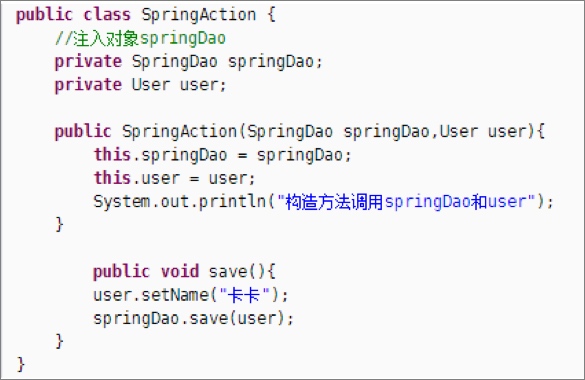 public class SpringAction {
//注入对象springDao
private SpringDao springDao;
private User user;
public SpringAction(SpringDao springDao,User user){
this.springDao = springDao;
this.user = user;
System.out.println("构造方法调用springDao和user");
}
public void save(){
user.setName("卡卡");
springDao.save(user);
}
}